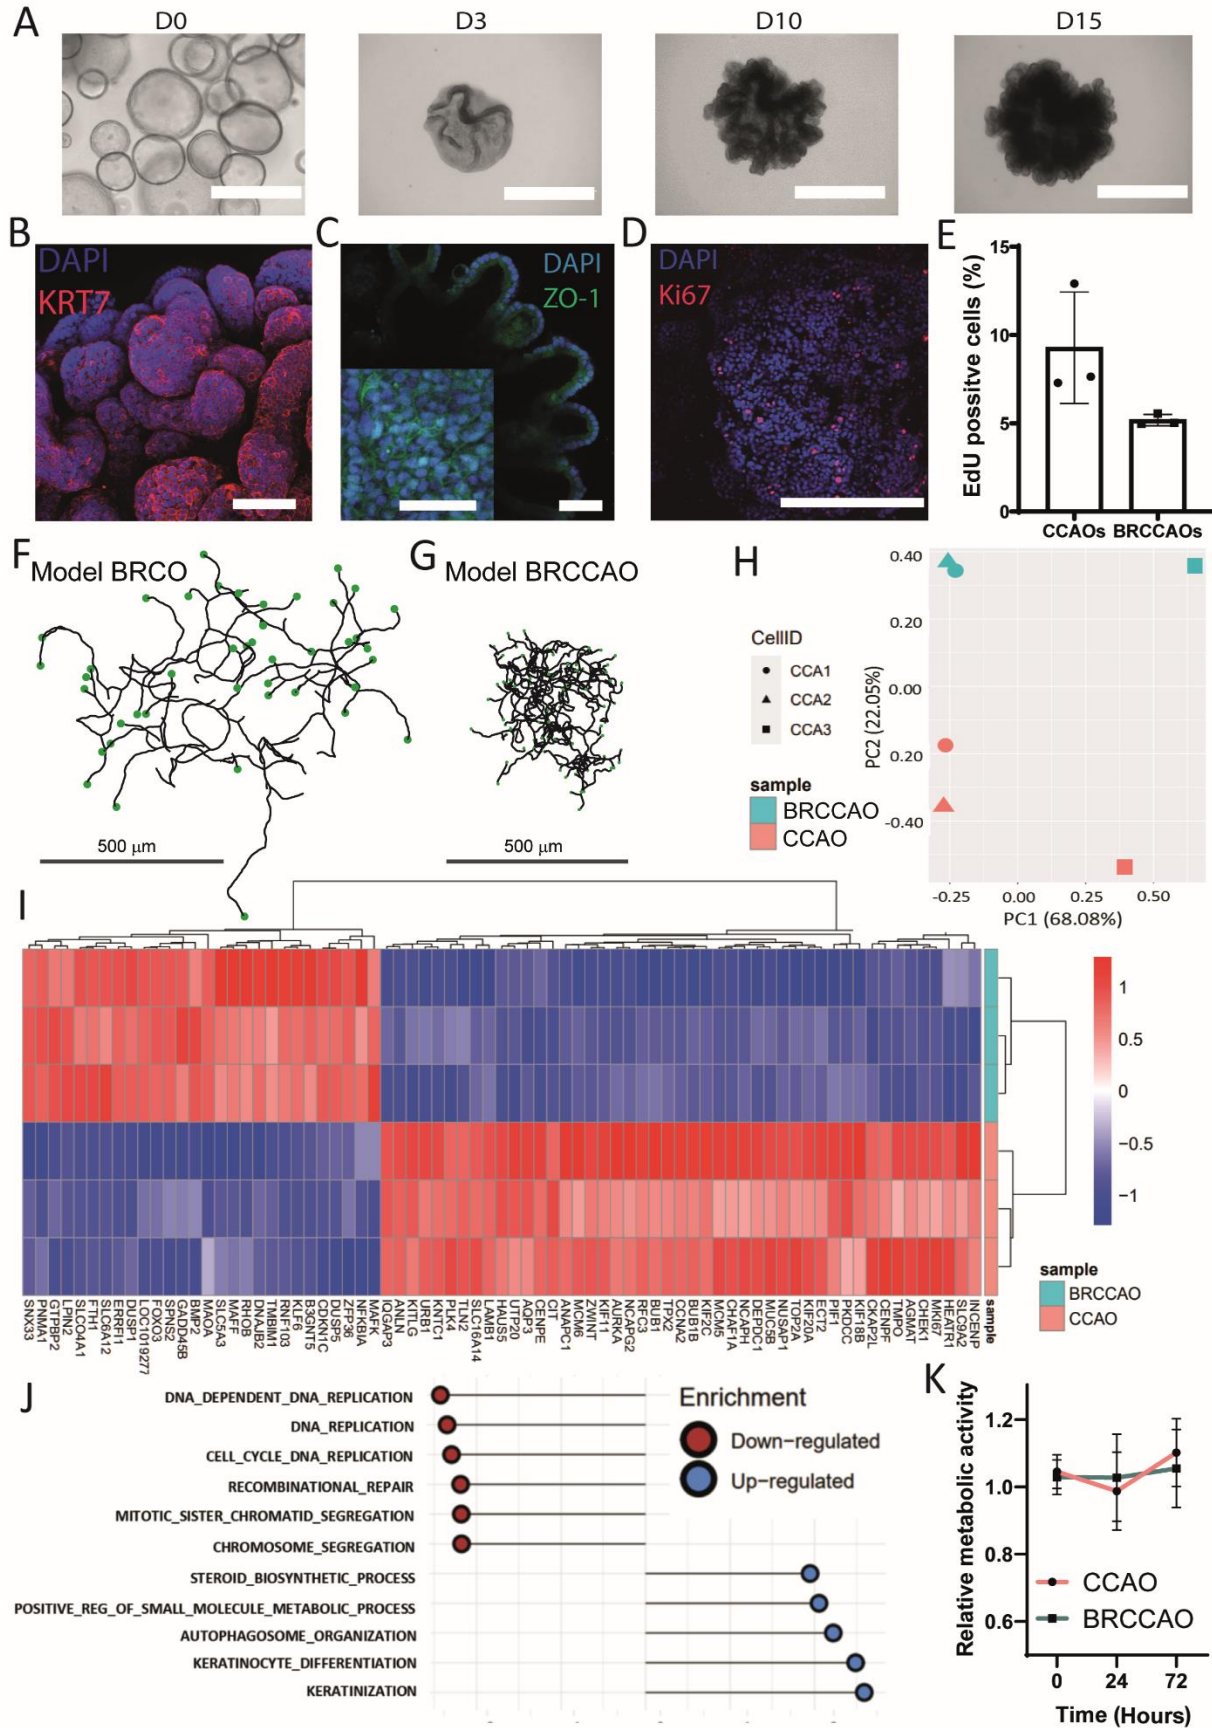 A
D0
D3
D10
D15
B
DAPI
KRT7
C
DAPI
ZO-1
D
DAPI
Ki67
E
EdU possitve cells (%)
15
10
5
0
CCAOs BRCCAOs
F
Model BRCO
500 μm
G
Model BRCCAO
500 μm
H
CellID
CCA1
CCA2
CCA3
sample
BRCCAO
CCAO
PC2 (22.05%)
0.40
0.20
0.00
0.20
-0.40
-0.25 0.00 0.25 0.50
PC1 (68.08%)
I
1
0.5
0
−0.5
−1
sample
BRCCAO
CCAO
sample
SNX33
PNMA1
GTPBP2
LPIN2
SLCO4A1
FTH1
SLC6A12
ERRFI1
DUSP1
LOC1019277
FOXO3
SPNS2
GADD45B
BMP2
MAOA
SLC5A3
MAFF
RHOB
DNAJB2
TMBIM1
RNF103
KLF6
B3GNT5
CDKN1C
DUSP5
ZFP36
NFKBIA
MAFK
IQGAP3
ANLN
KITLG
URB1
KNTC1
PLK4
TLN2
SLC16A14
LAMB1
HAUS5
UTP20
AQP3
CENPE
CIT
ANAPC1
MCM6
ZWINT
KIF11
AURKA
NCAPG2
RFC3
BUB1
TPX2
CCNA2
BUB1B
KIF2C
MCM5
CHAF1A
NCAPH
DEPDC1
MUC5B
NUSAP1
TOP2A
KIF20A
ECT2
PIF1
PKDCC
KIF18B
CKAP2L
CENPF
TMPO
AGMAT
CHEK1
MKI67
HEATR1
SLC9A2
INCENP
J
DNA_DEPENDENT_DNA_REPLICATION
DNA_REPLICATION
CELL_CYCLE_DNA_REPLICATION
RECOMBINATIONAL_REPAIR
MITOTIC_SISTER_CHROMATID_SEGREGATION
CHROMOSOME_SEGREGATION
STEROID_BIOSYNTHETIC_PROCESS
POSITIVE_REG_OF_SMALL_MOLECULE_METABOLIC_PROCESS
AUTOPHAGOSOME_ORGANIZATION
KERATINOCYTE_DIFFERENTIATION
KERATINIZATION
Enrichment
Down−regulated
Up−regulated
K
Relative metabolic activity
1.2
1.0
0.8
0.6
CCAO
BRCCAO
0 24 72
Time (Hours)